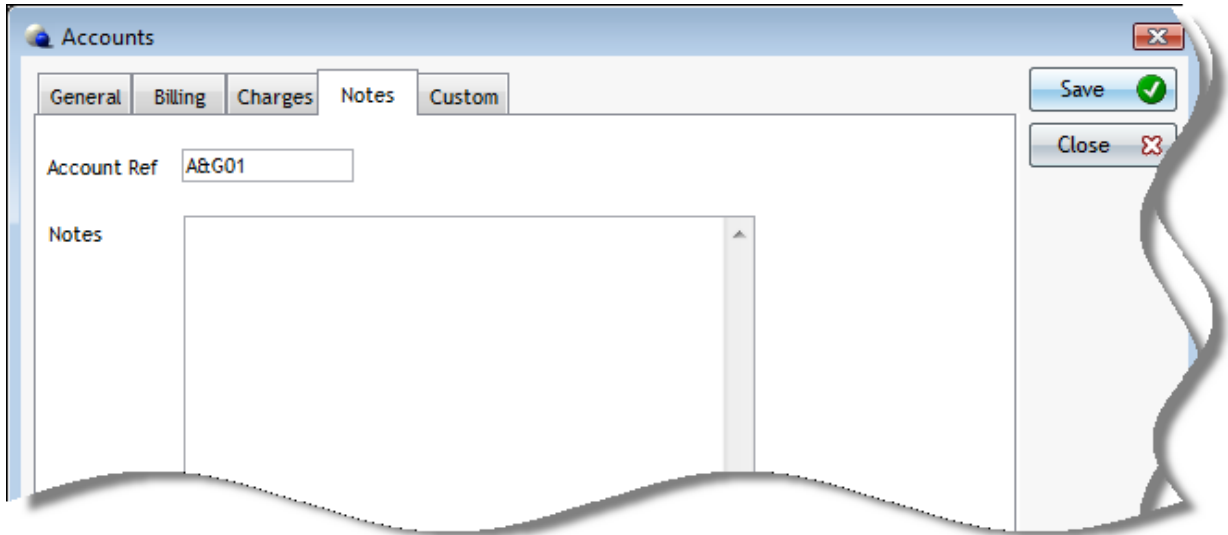 Accounts
General Billing Charges Notes Custom
Save
Close
Account Ref A&G01
Notes